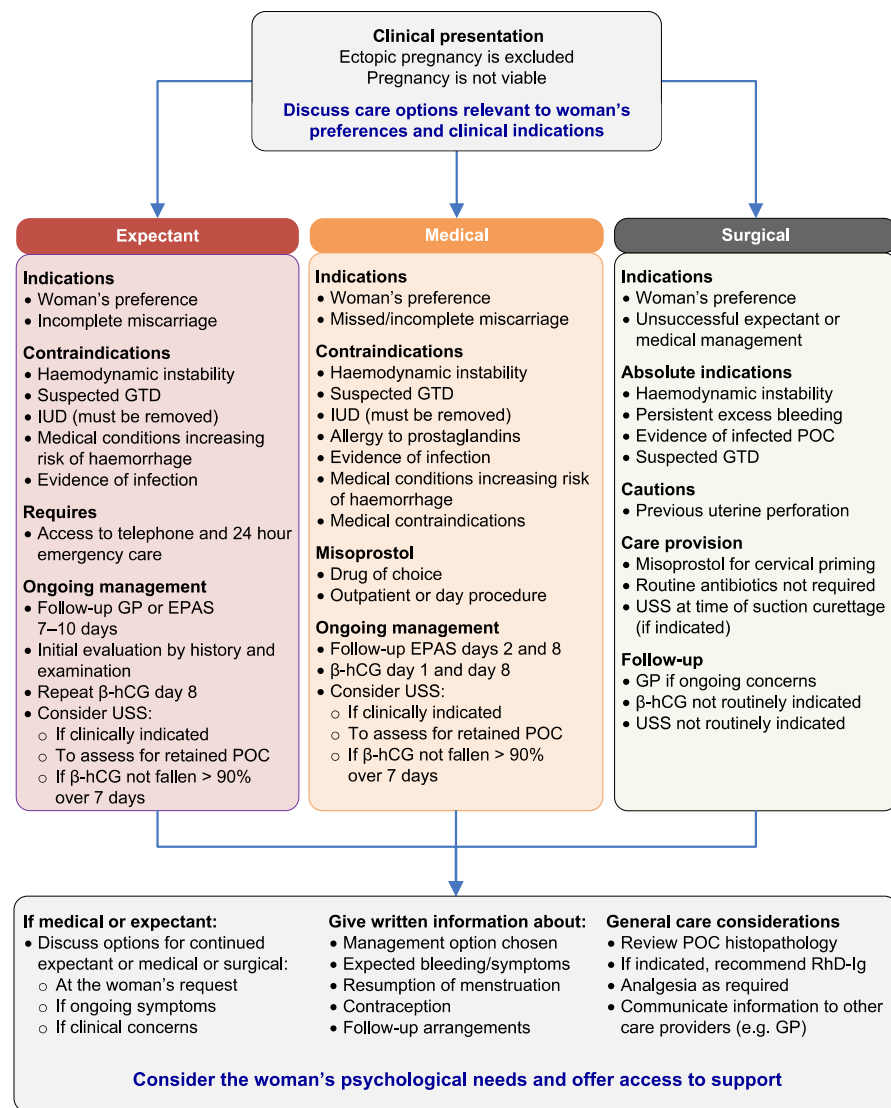 Clinical presentation
Ectopic pregnancy is excluded
Pregnancy is not viable
Discuss care options relevant to woman's
preferences and clinical indications
Expectant
Indications
• Woman's preference
• Incomplete miscarriage
Contraindications
• Haemodynamic instability
• Suspected GTD
• IUD (must be removed)
• Medical conditions increasing
risk of haemorrhage
• Evidence of infection
Requires
• Access to telephone and 24 hour
emergency care
Ongoing management
• Follow-up GP or EPAS
7–10 days
• Initial evaluation by history and
examination
• Repeat β-hCG day 8
• Consider USS:
o If clinically indicated
o To assess for retained POC
o If β-hCG not fallen > 90%
over 7 days
Medical
Indications
• Woman's preference
• Missed/incomplete miscarriage
Contraindications
• Haemodynamic instability
• Suspected GTD
• IUD (must be removed)
• Allergy to prostaglandins
• Evidence of infection
• Medical conditions increasing risk
of haemorrhage
• Medical contraindications
Misoprostol
• Drug of choice
• Outpatient or day procedure
Ongoing management
• Follow-up EPAS days 2 and 8
• β-hCG day 1 and day 8
• Consider USS:
o If clinically indicated
o To assess for retained POC
o If β-hCG not fallen > 90%
over 7 days
Surgical
Indications
• Woman's preference
• Unsuccessful expectant or
medical management
Absolute indications
• Haemodynamic instability
• Persistent excess bleeding
• Evidence of infected POC
• Suspected GTD
Cautions
• Previous uterine perforation
Care provision
• Misoprostol for cervical priming
• Routine antibiotics not required
• USS at time of suction curettage
(if indicated)
Follow-up
• GP if ongoing concerns
• β-hCG not routinely indicated
• USS not routinely indicated
If medical or expectant:
• Discuss options for continued
expectant or medical or surgical:
o At the woman's request
o If ongoing symptoms
o If clinical concerns
Give written information about:
• Management option chosen
• Expected bleeding/symptoms
• Resumption of menstruation
• Contraception
• Follow-up arrangements
General care considerations
• Review POC histopathology
• If indicated, recommend RhD-Ig
• Analgesia as required
• Communicate information to other
care providers (e.g. GP)
Consider the woman's psychological needs and offer access to support